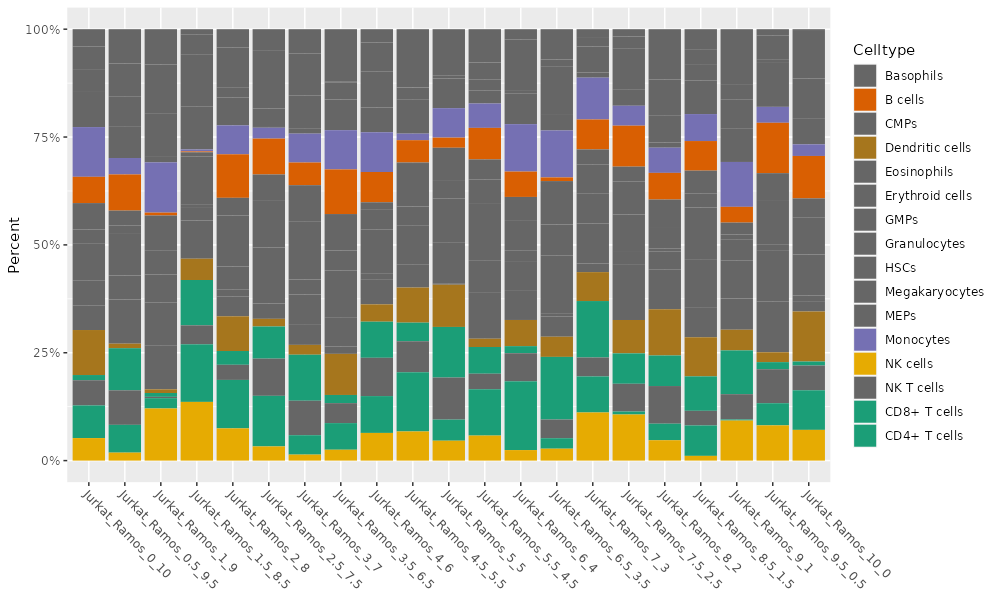 100%
75%
50%
25%
0%
Percent
Jurkat_Ramos_0_10
Jurkat_Ramos_0.5_9.5
Jurkat_Ramos_1_9
Jurkat_Ramos_1.5_8.5
Jurkat_Ramos_2_8
Jurkat_Ramos_2.5_7.5
Jurkat_Ramos_3_7
Jurkat_Ramos_3.5_6.5
Jurkat_Ramos_4_6
Jurkat_Ramos_4.5_5.5
Jurkat_Ramos_5_5
Jurkat_Ramos_5.5_4.5
Jurkat_Ramos_6_4
Jurkat_Ramos_6.5_3.5
Jurkat_Ramos_7_3
Jurkat_Ramos_7.5_2.5
Jurkat_Ramos_8_2
Jurkat_Ramos_8.5_1.5
Jurkat_Ramos_9_1
Jurkat_Ramos_9.5_0.5
Jurkat_Ramos_10_0
Celltype
Basophils
B cells
CMPs
Dendritic cells
Eosinophils
Erythroid cells
GMPs
Granulocytes
HSCs
Megakaryocytes
MEPs
Monocytes
NK cells
NK T cells
CD8+ T cells
CD4+ T cells